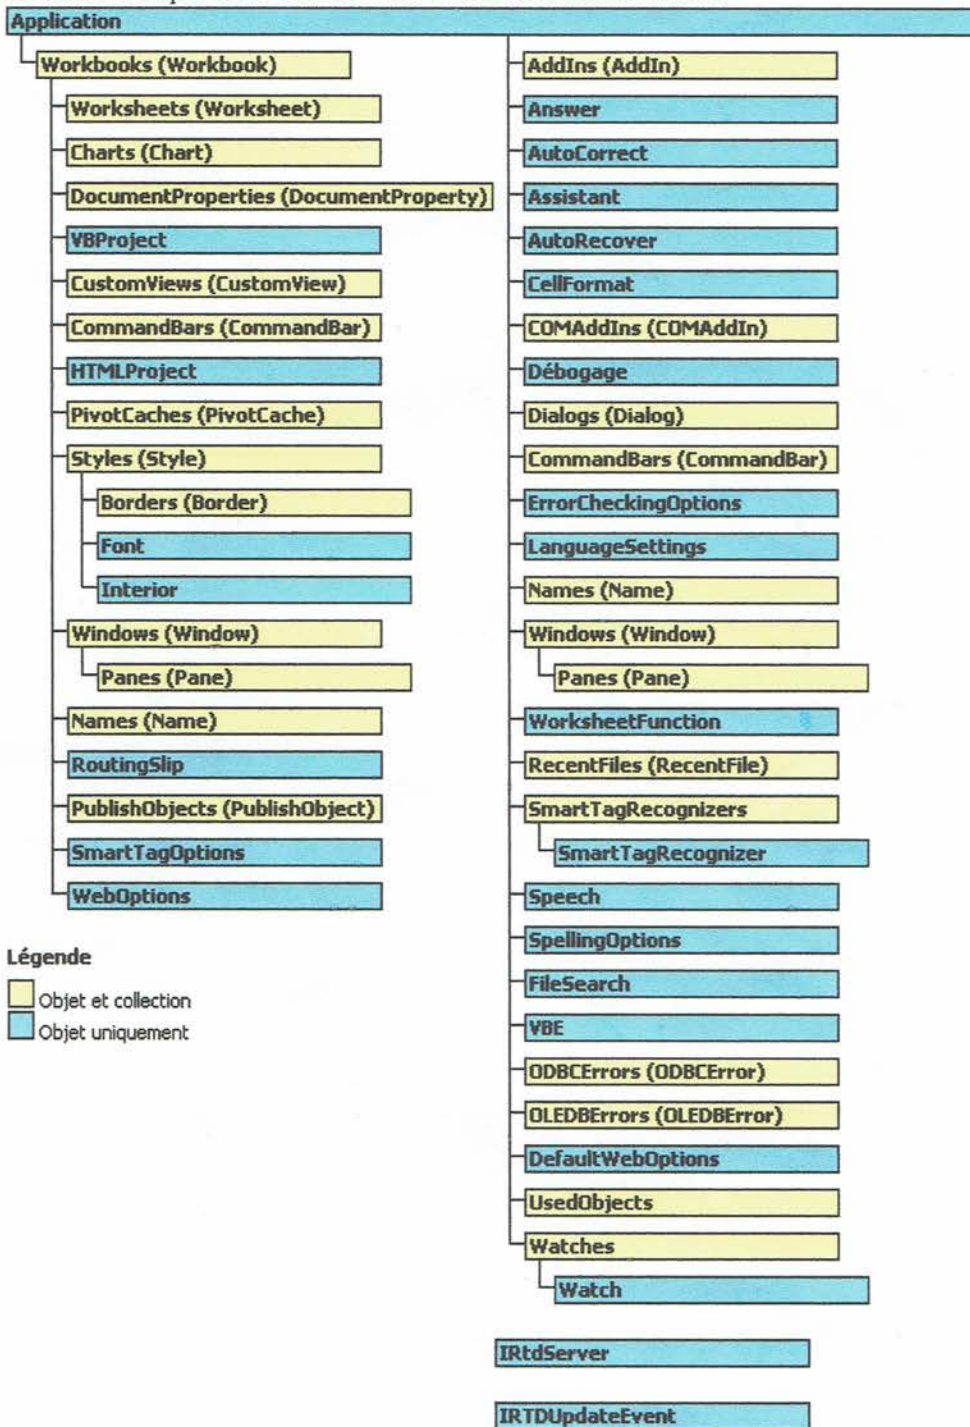 Application
Workbooks (Workbook)
Worksheets (Worksheet)
Charts (Chart)
DocumentProperties (DocumentProperty)
VBProject
CustomViews (CustomView)
CommandBars (CommandBar)
HTMLProject
PivotCaches (PivotCache)
Styles (Style)
Borders (Border)
Font
Interior
Windows (Window)
Panes (Pane)
Names (Name)
RoutingSlip
PublishObjects (PublishObject)
SmartTagOptions
WebOptions
Légende
Objet et collection
Objet uniquement
AddIns (AddIn)
Answer
AutoCorrect
Assistant
AutoRecover
CellFormat
COMAddIns (COMAddIn)
Débogage
Dialogs (Dialog)
CommandBars (CommandBar)
ErrorCheckingOptions
LanguageSettings
Names (Name)
Windows (Window)
Panes (Pane)
WorksheetFunction
RecentFiles (RecentFile)
SmartTagRecognizers
SmartTagRecognizer
Speech
SpellingOptions
FileSearch
VBE
ODBCErrors (ODBCError)
OLEDBErrors (OLEDBError)
DefaultWebOptions
UsedObjects
Watches
Watch
IRtdServer
IRTDUpdateEvent